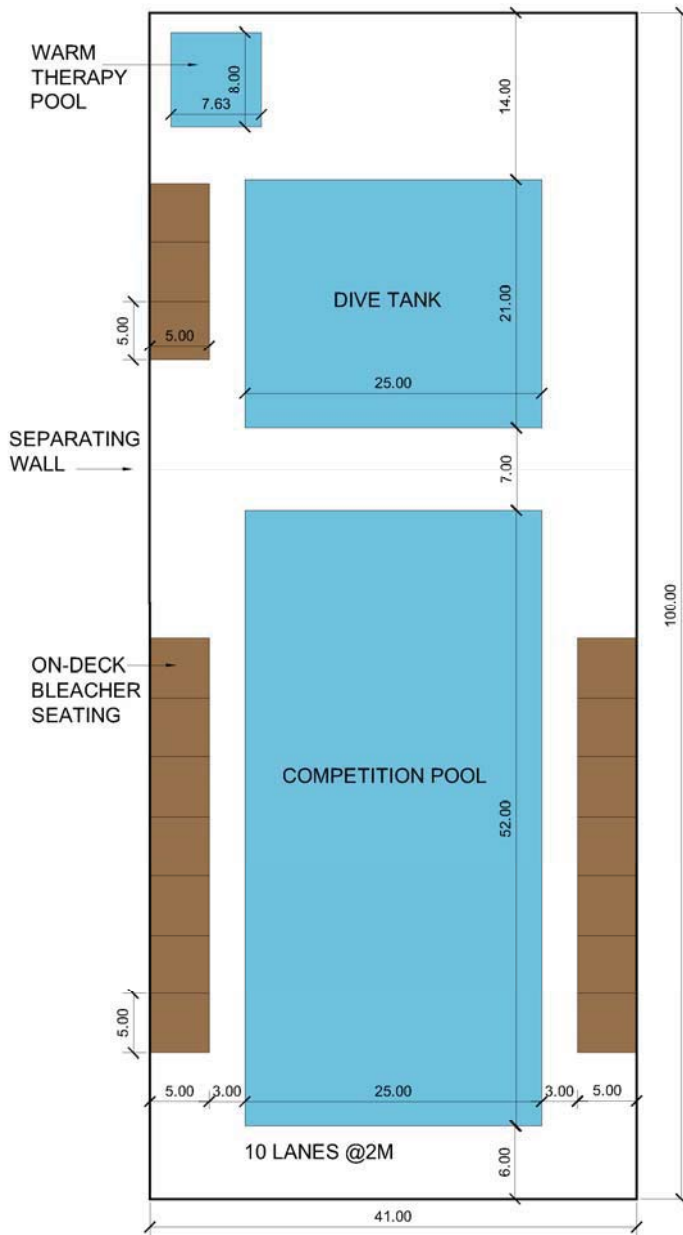 WARM
THERAPY
POOL
8.00
7.63
14.00
DIVE TANK
21.00
5.00
5.00
25.00
SEPARATING
WALL
7.00
100.00
ON-DECK
BLEACHER
SEATING
COMPETITION POOL
52.00
5.00
5.00
3.00
25.00
3.00
5.00
10 LANES @2M
6.00
41.00